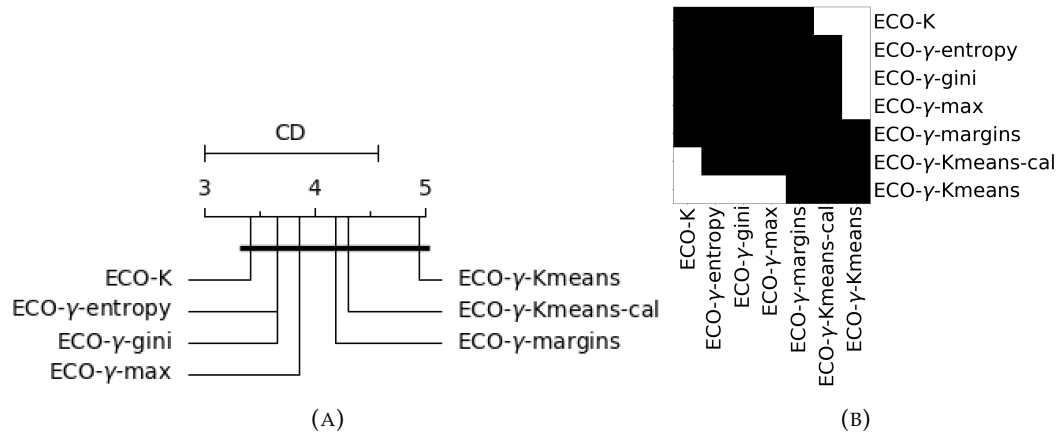 CD
3 4 5
ECO-K
ECO-γ-entropy
ECO-γ-gini
ECO-γ-max
ECO-γ-Kmeans
ECO-γ-Kmeans-cal
ECO-γ-margins
(A)
ECO-K
ECO-γ-entropy
ECO-γ-gini
ECO-γ-max
ECO-γ-margins
ECO-γ-Kmeans-cal
ECO-γ-Kmeans
ECO-K
ECO-γ-entropy
ECO-γ-gini
ECO-γ-max
ECO-γ-margins
ECO-γ-Kmeans-cal
ECO-γ-Kmeans
(B)